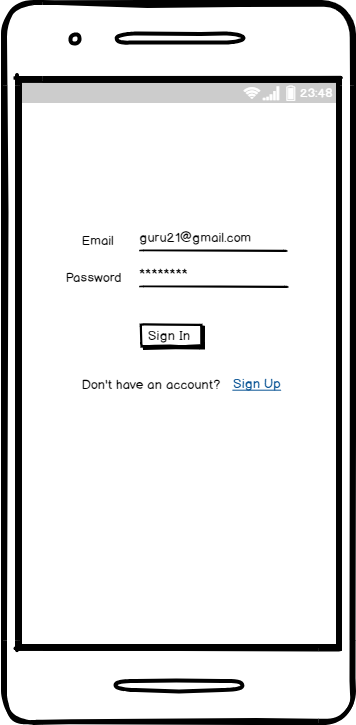 23:48
Email guru21@gmail.com
Password ********
Sign In
Don't have an account? Sign Up